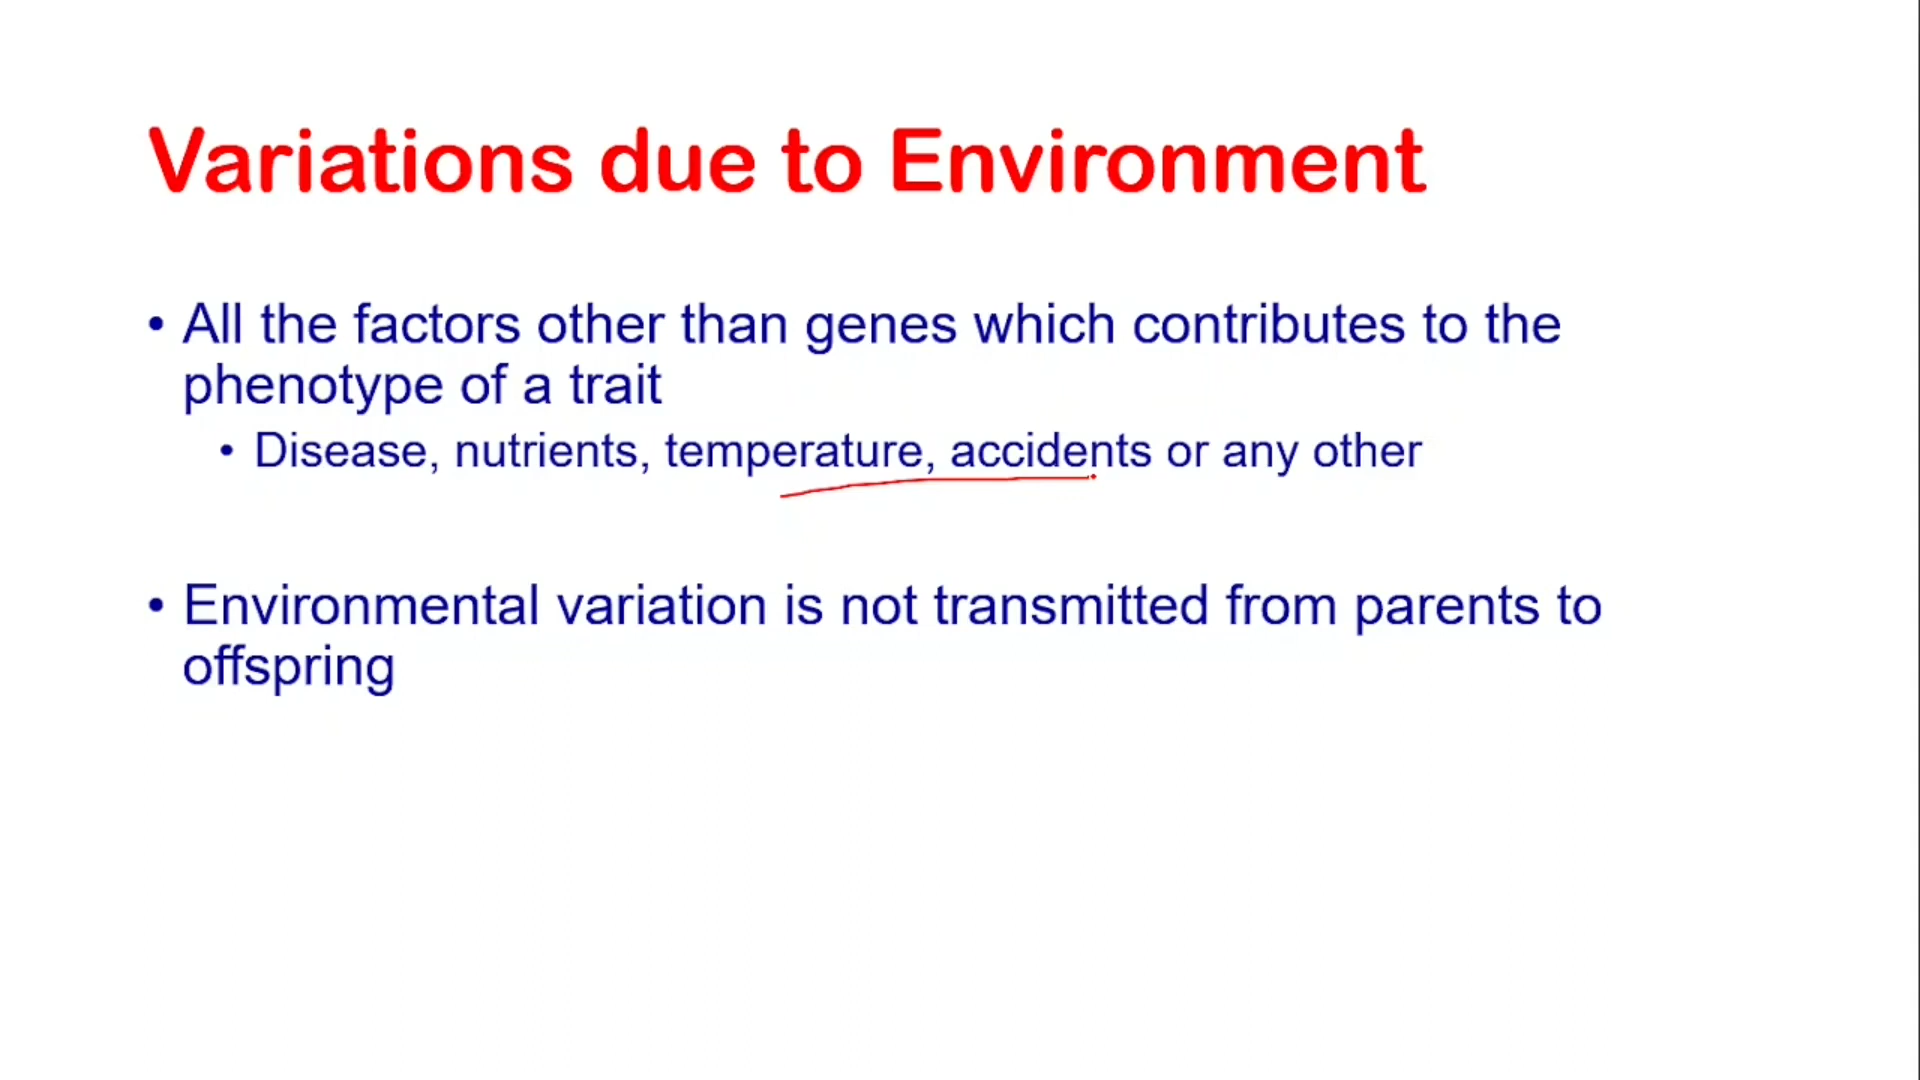 Variations due to Environment
• All the factors other than genes which contributes to the
phenotype of a trait
• Disease, nutrients, temperature, accidents or any other
• Environmental variation is not transmitted from parents to
offspring